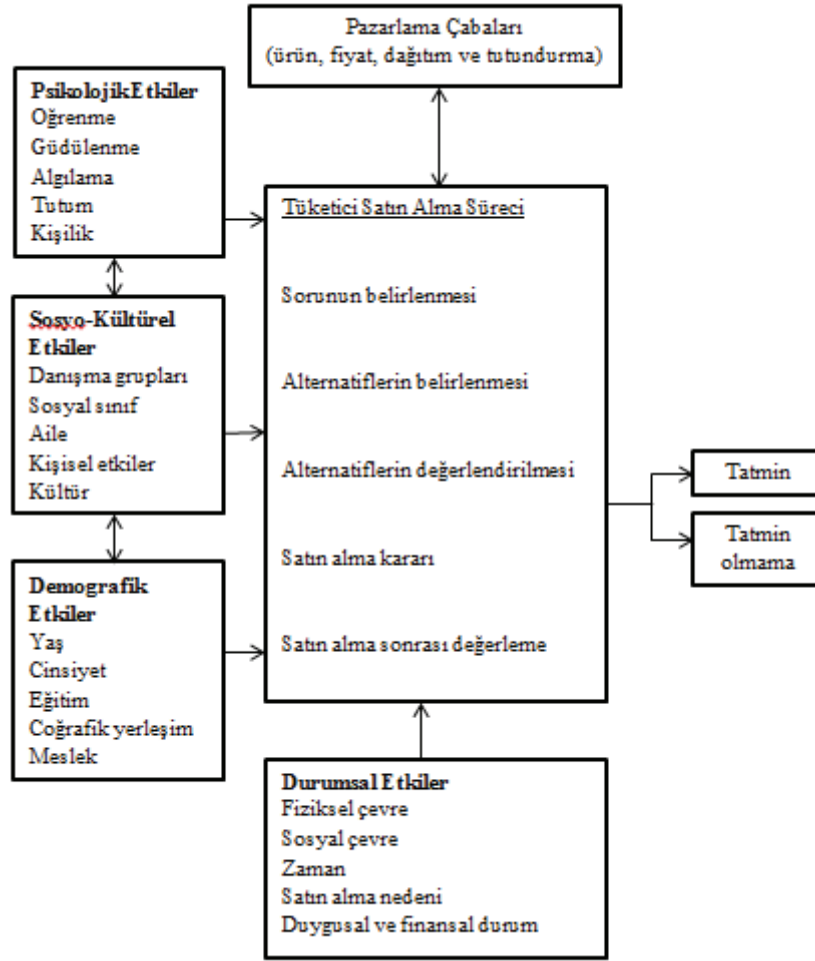 Pazarlama Çabaları
(ürün, fiyat, dağıtım ve tutundurma)
Psikolojik Etkiler
Öğrenme
Güdülenme
Algılama
Tutum
Kişilik
Sosyo-Kültürel
Etkiler
Danışma grupları
Sosyal sınıf
Aile
Kişisel etkiler
Kültür
Demografik
Etkiler
Yaş
Cinsiyet
Eğitim
Coğrafik yerleşim
Meslek
Tüketici Satın Alma Süreci
Sorunun belirlenmesi
Alternatiflerin belirlenmesi
Alternatiflerin değerlendirilmesi
Satın alma kararı
Satın alma sonrası değerleme
Tatmin
Tatmin
olmama
Durumsal Etkiler
Fiziksel çevre
Sosyal çevre
Zaman
Satın alma nedeni
Duygusal ve finansal durum